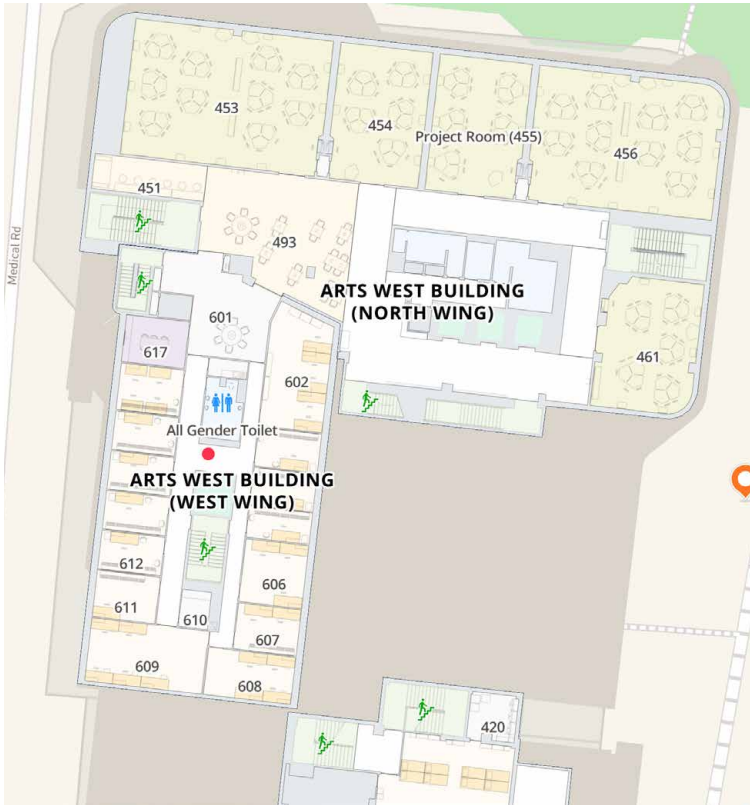 453
454
Project Room (455)
456
451
493
Medical Rd
ARTS WEST BUILDING
(NORTH WING)
601
617
602
461
All Gender Toilet
ARTS WEST BUILDING
(WEST WING)
612
606
611
610
607
609
608
420